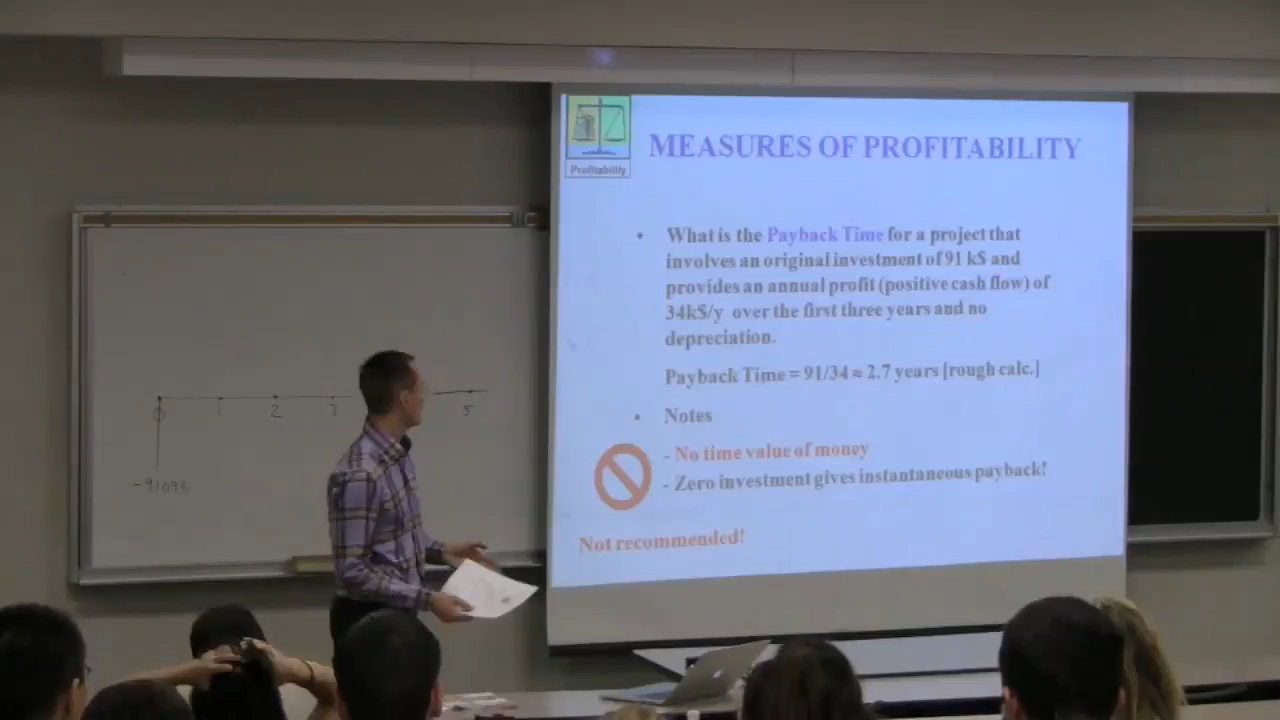 Profitability
MEASURES OF PROFITABILITY
• What is the Payback Time for a project that
involves an original investment of 91 k$ and
provides an annual profit (positive cash flow) of
34k$/y over the first three years and no
depreciation.
Payback Time = 91/34 ≈ 2.7 years [rough calc.]
• Notes
- No time value of money
- Zero investment gives instantaneous payback!
Not recommended!
0 1 2 3 5
-91093